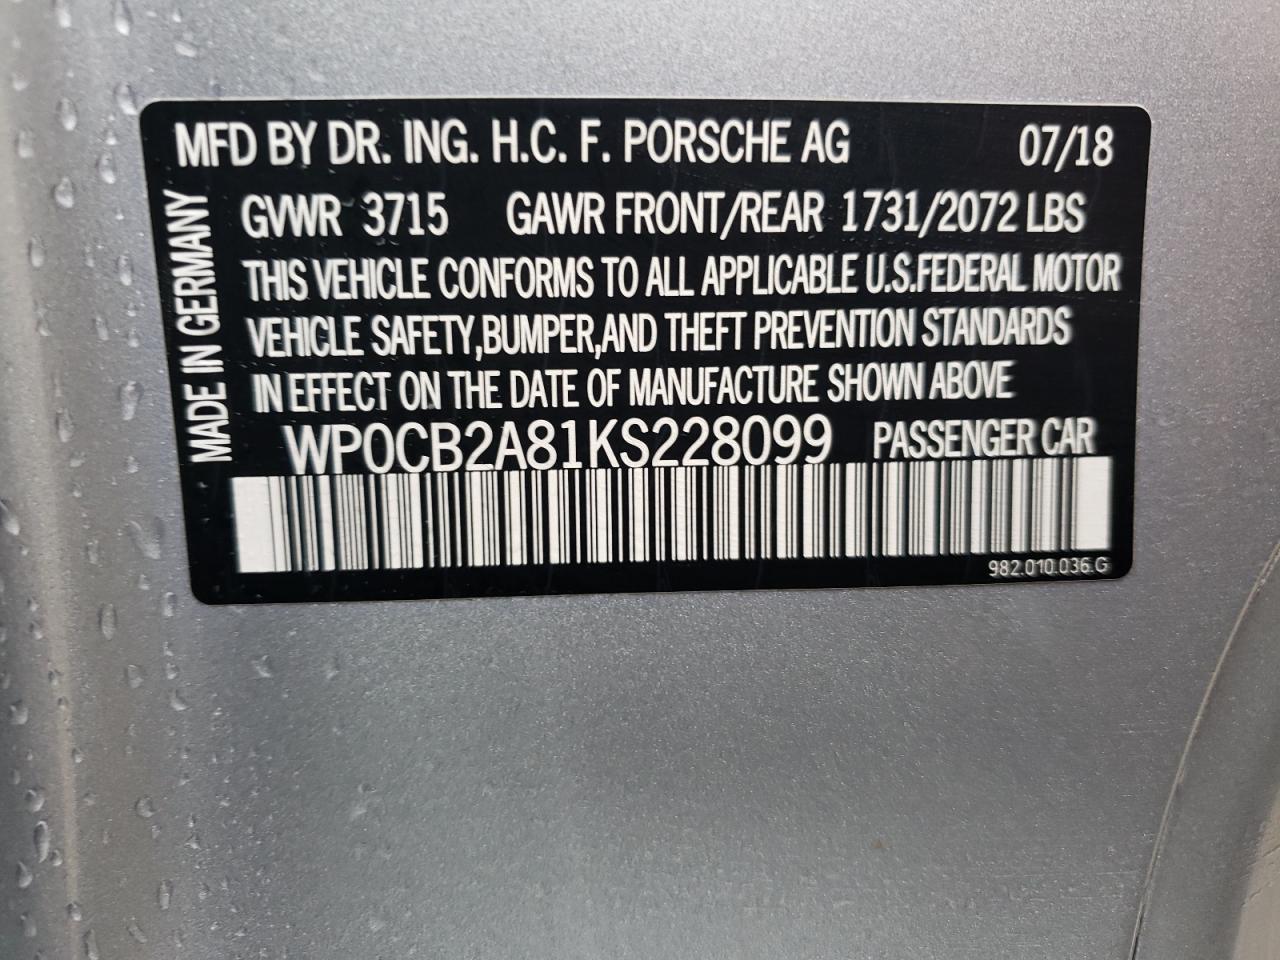 MFD BY DR. ING. H.C. F. PORSCHE AG 07/18
GVWR 3715 GAWR FRONT/REAR 1731/2072 LBS
THIS VEHICLE CONFORMS TO ALL APPLICABLE U.S.FEDERAL MOTOR
VEHICLE SAFETY,BUMPER,AND THEFT PREVENTION STANDARDS
IN EFFECT ON THE DATE OF MANUFACTURE SHOWN ABOVE
WP0CB2A81KS228099 PASSENGER CAR
982.010.036.G
MADE IN GERMANY